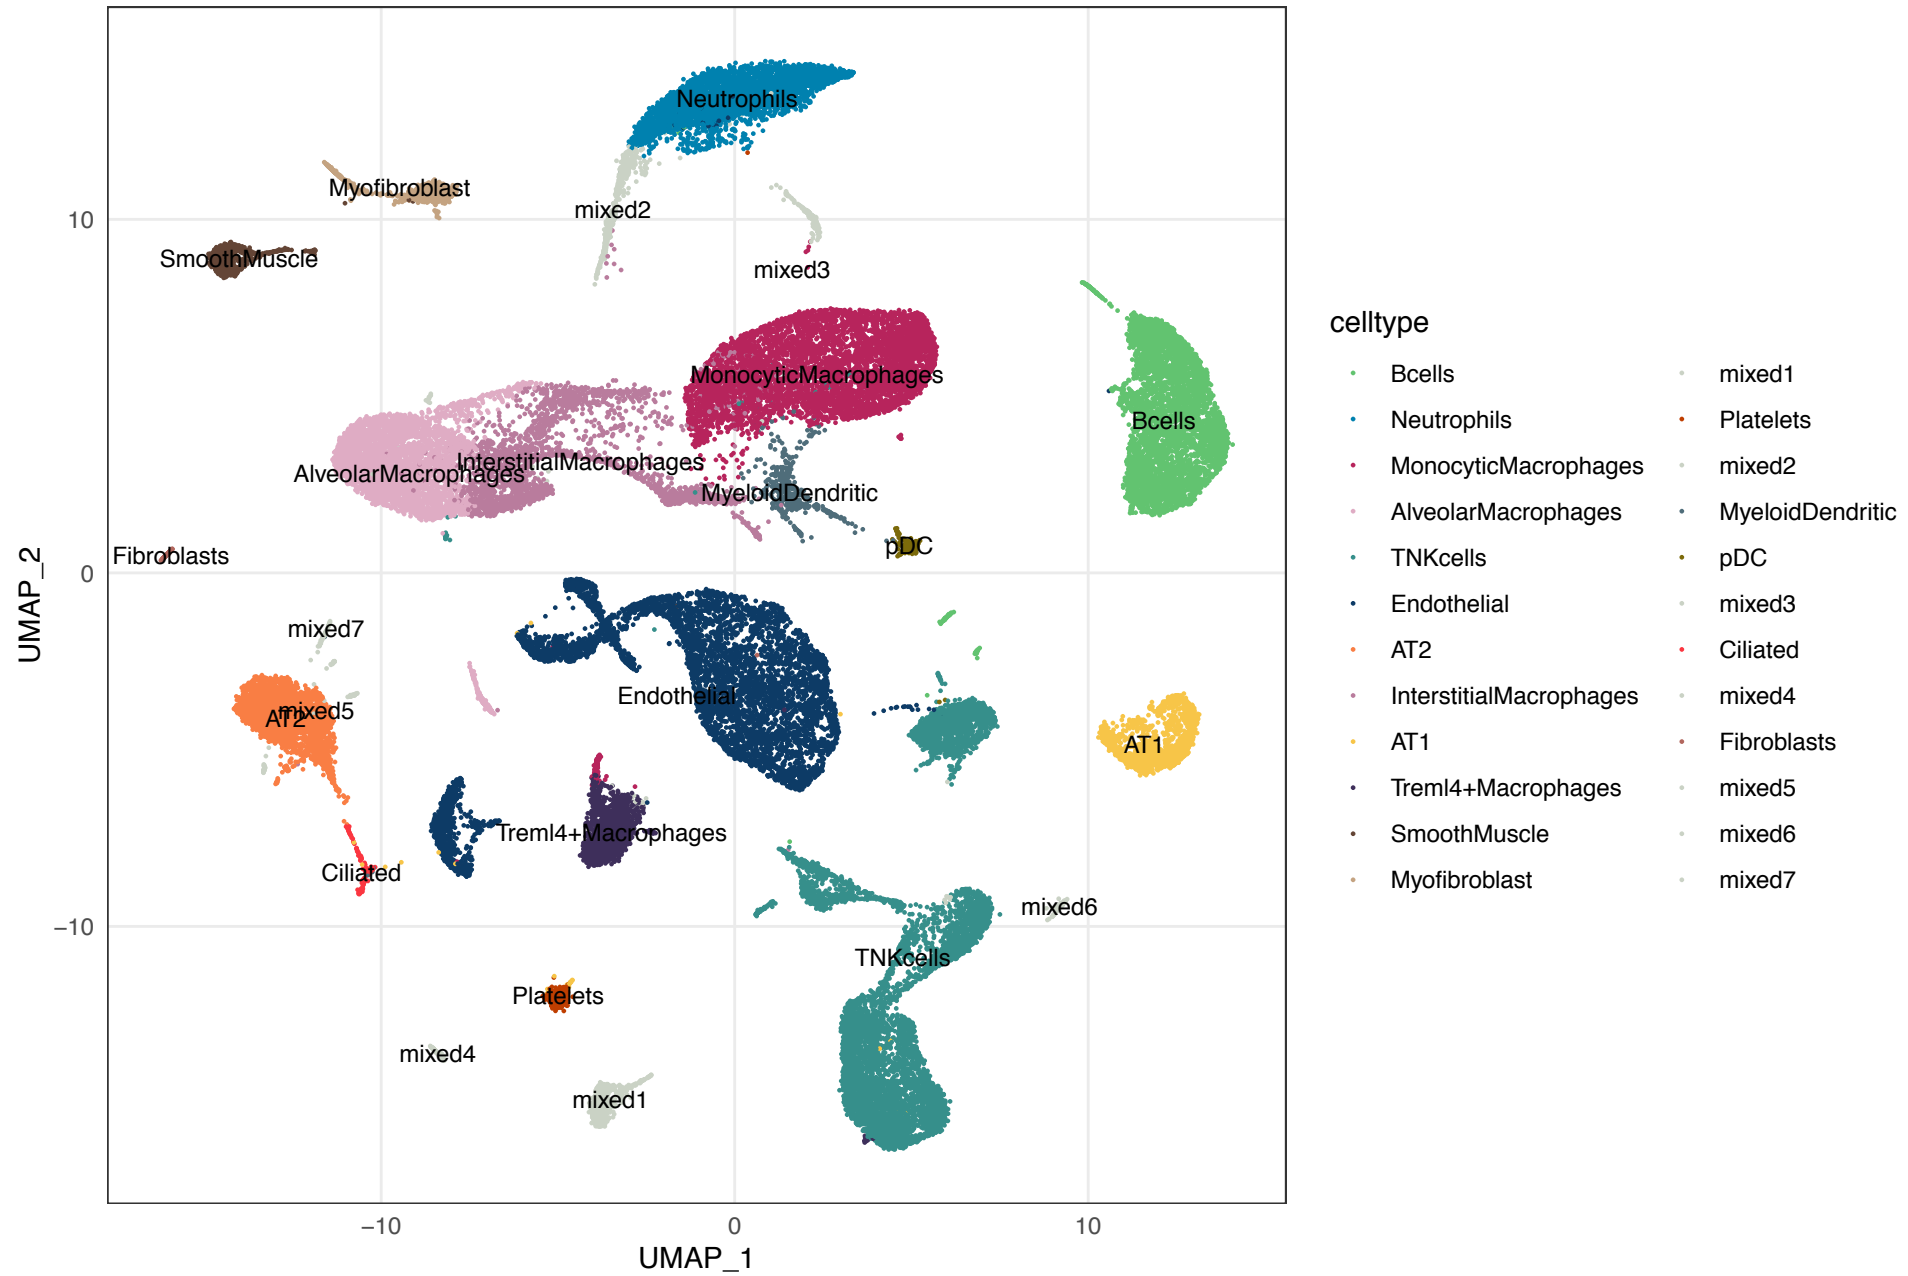 Neutrophils
Myofibroblast
mixed2
SmoothMuscle
mixed3
MonocyticMacrophages
Bcells
InterstitialMacrophages
AlveolarMacrophages
MyeloidDendritic
pDC
Fibroblasts
mixed7
Endothelial
mixed5
AT2
AT1
Treml4+Macrophages
Ciliated
mixed6
TNKcells
Platelets
mixed4
mixed1
10
0
−10
UMAP_2
−10
0
10
UMAP_1
celltype
Bcells
Neutrophils
MonocyticMacrophages
AlveolarMacrophages
TNKcells
Endothelial
AT2
InterstitialMacrophages
AT1
Treml4+Macrophages
SmoothMuscle
Myofibroblast
mixed1
Platelets
mixed2
MyeloidDendritic
pDC
mixed3
Ciliated
mixed4
Fibroblasts
mixed5
mixed6
mixed7